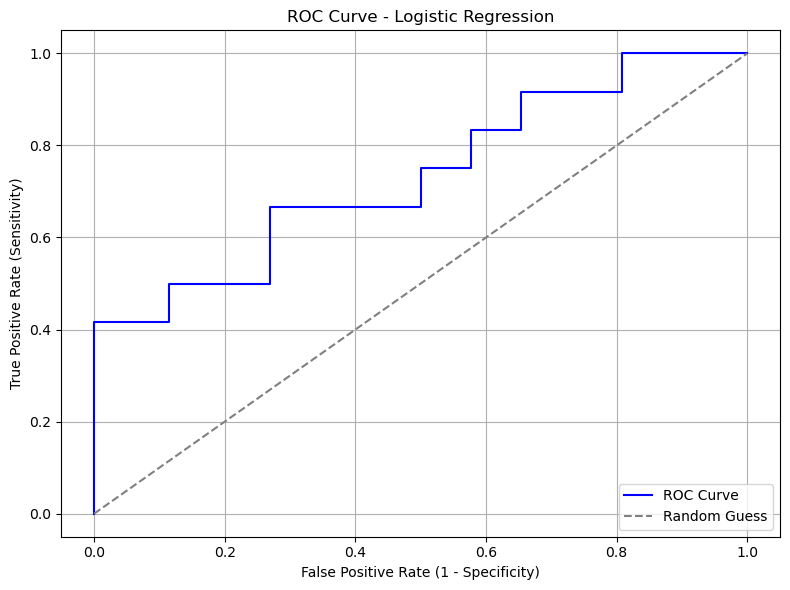 ROC Curve - Logistic Regression
True Positive Rate (Sensitivity)
1.0
0.8
0.6
0.4
0.2
0.0
0.0 0.2 0.4 0.6 0.8 1.0
False Positive Rate (1 - Specificity)
ROC Curve
Random Guess